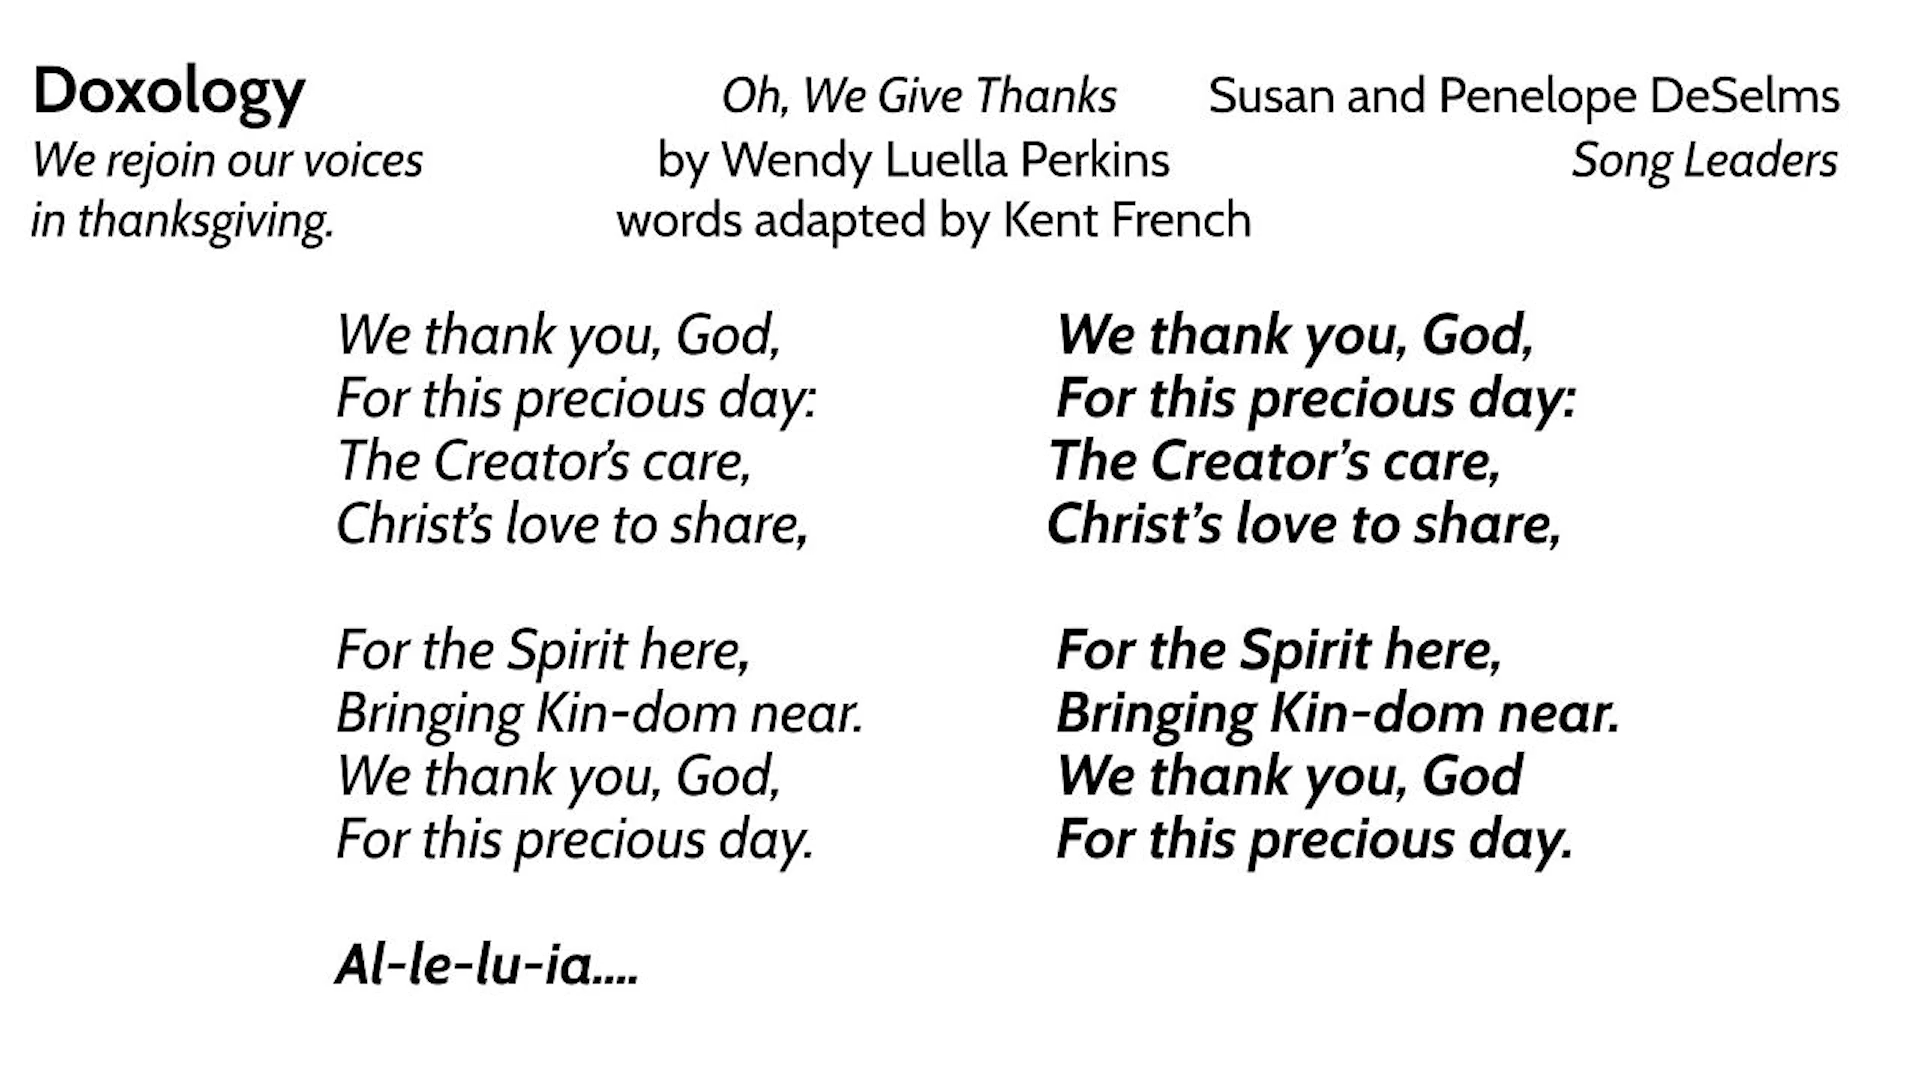 Doxology
Oh, We Give Thanks
Susan and Penelope DeSelms
We rejoin our voices
by Wendy Luella Perkins
Song Leaders
in thanksgiving.
words adapted by Kent French
We thank you, God,
For this precious day:
The Creator’s care,
Christ’s love to share,
For the Spirit here,
Bringing Kin-dom near.
We thank you, God,
For this precious day.
Al-le-lu-ia....
We thank you, God,
For this precious day:
The Creator’s care,
Christ’s love to share,
For the Spirit here,
Bringing Kin-dom near.
We thank you, God
For this precious day.